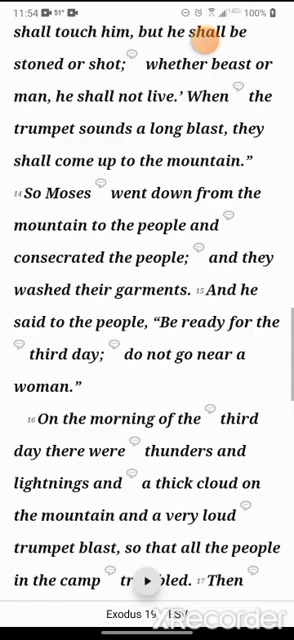 11:54 51° 100%
shall touch him, but he shall be
stoned or shot; whether beast or
man, he shall not live.’ When the
trumpet sounds a long blast, they
shall come up to the mountain.”
14 So Moses went down from the
mountain to the people and
consecrated the people; and they
washed their garments. 15 And he
said to the people, “Be ready for the
third day; do not go near a
woman.”
16 On the morning of the third
day there were thunders and
lightnings and a thick cloud on
the mountain and a very loud
trumpet blast, so that all the people
in the camp tr bled. 17 Then
Exodus 19 ESV
XRecorder